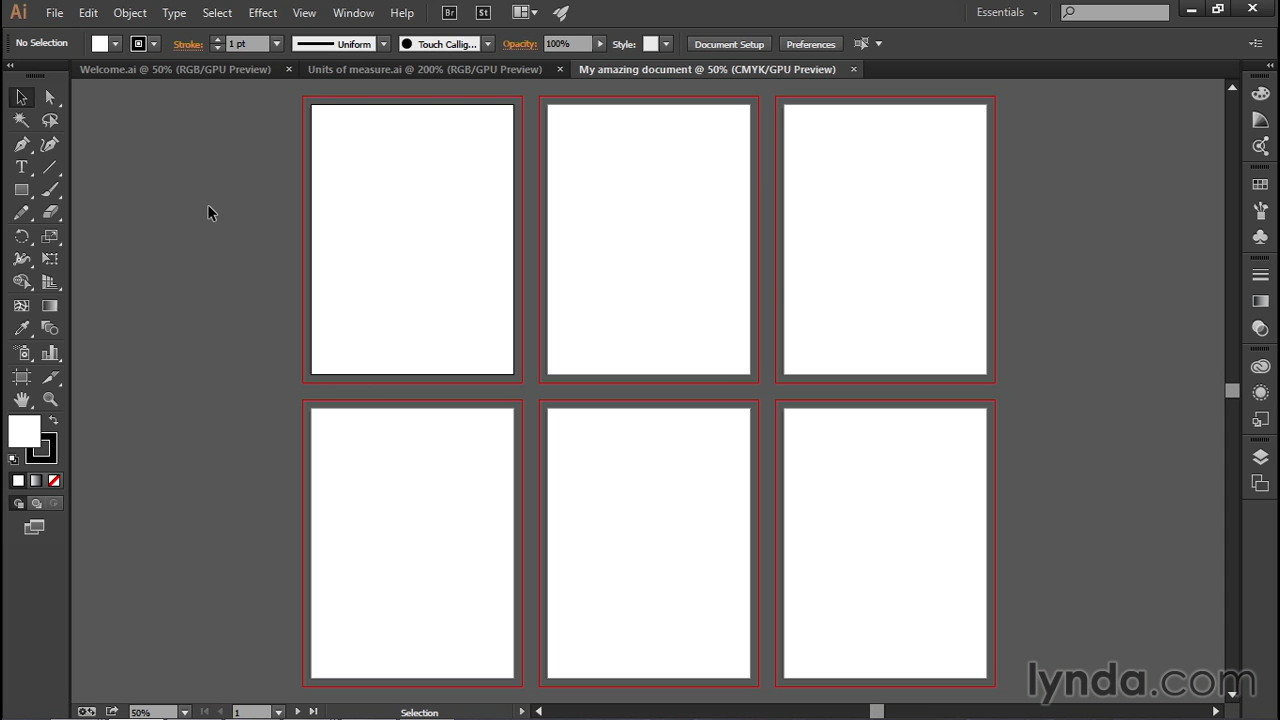 Ai File Edit Object Type Select Effect View Window Help Br St Essentials
No Selection Stroke: 1 pt Uniform Touch Callig... Opacity: 100% Style: Document Setup Preferences
Welcome.ai @ 50% (RGB/GPU Preview) × Units of measure.ai @ 200% (RGB/GPU Preview) × My amazing document @ 50% (CMYK/GPU Preview) ×
T
lynda.com
50% 1 Selection